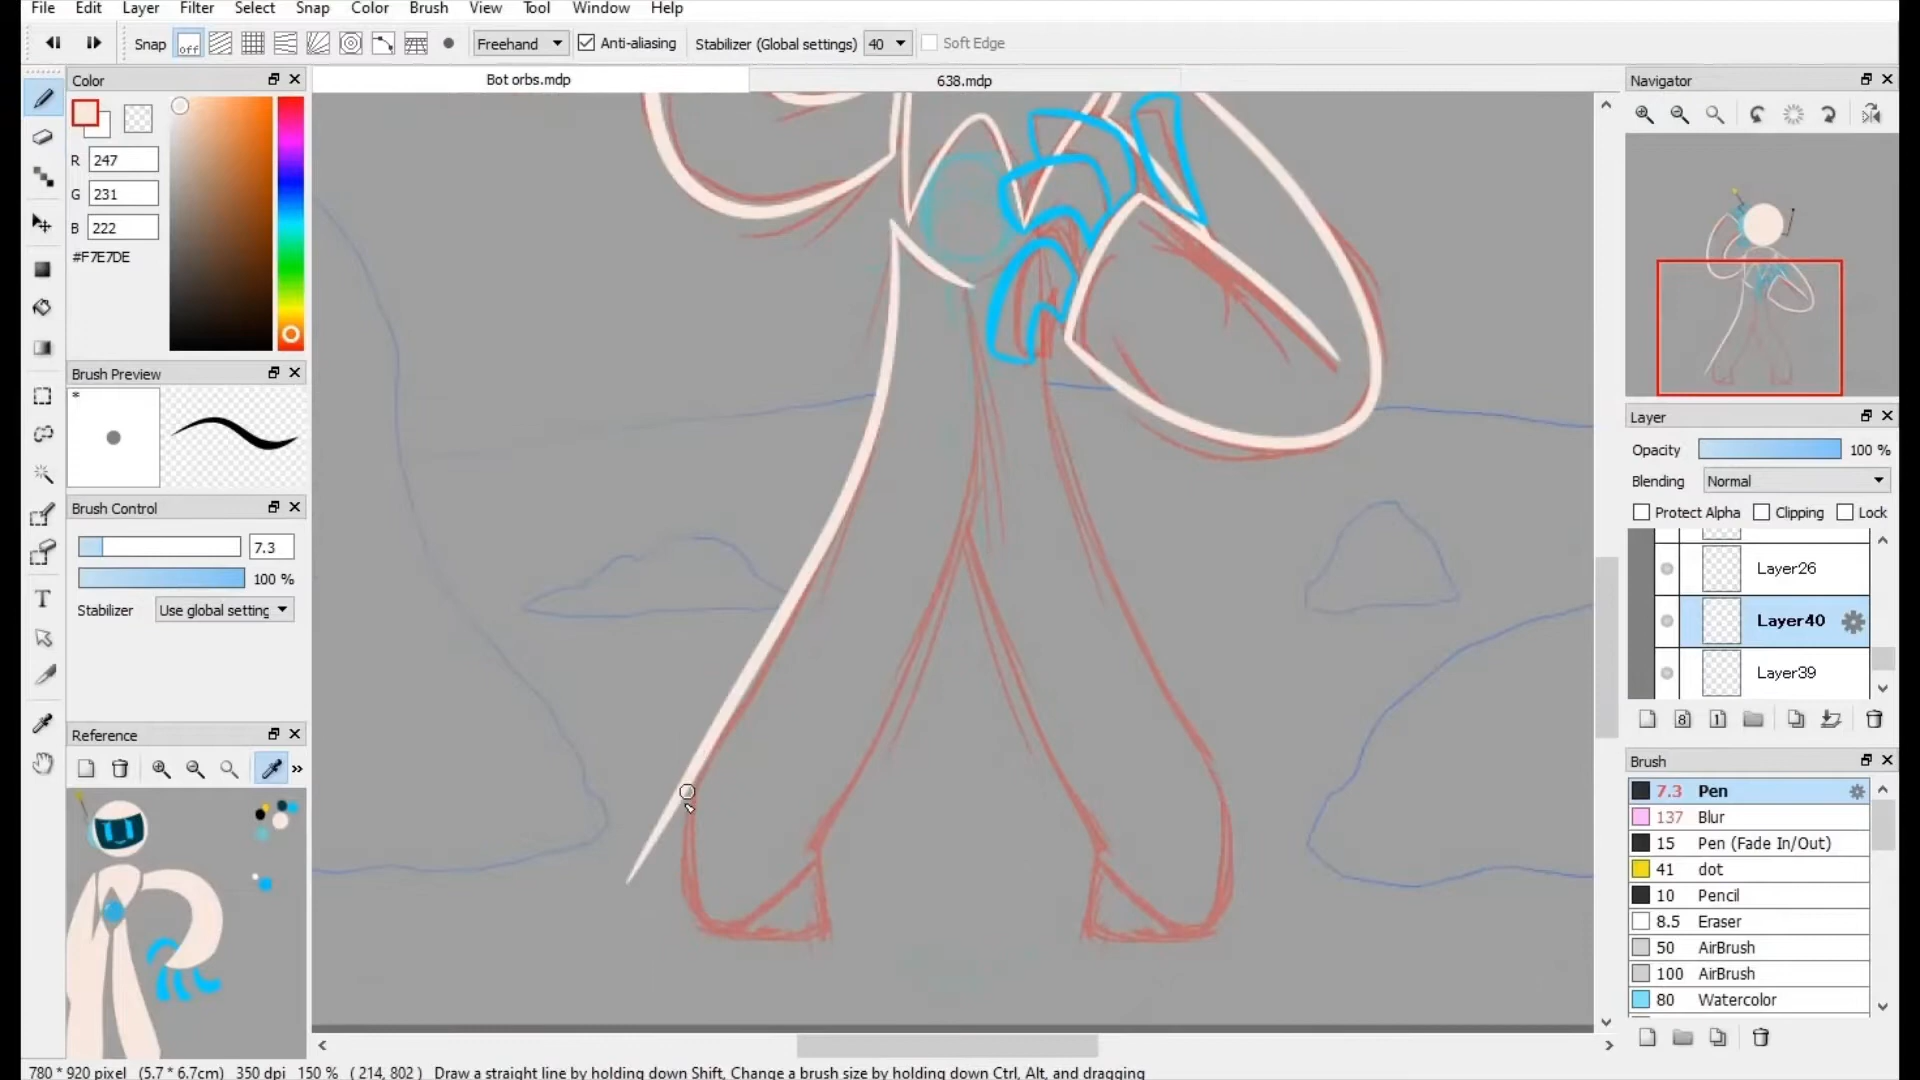 File Edit Layer Filter Select Snap Color Brush View Tool Window Help
Snap off Freehand Anti-aliasing Stabilizer (Global settings) 40 Soft Edge
Color
Bot orbs.mdp
638.mdp
Navigator
R 247
G 231
B 222
#F7E7DE
Brush Preview
*
Brush Control
7.3
100 %
Stabilizer Use global setting
Reference
»
Layer
Opacity 100 %
Blending Normal
Protect Alpha Clipping Lock
Layer26
Layer40
Layer39
8 1
Brush
7.3 Pen
137 Blur
15 Pen (Fade In/Out)
41 dot
10 Pencil
8.5 Eraser
50 AirBrush
100 AirBrush
80 Watercolor
T
780 * 920 pixel (5.7 * 6.7cm) 350 dpi 150 % ( 214, 802 ) Draw a straight line by holding down Shift, Change a brush size by holding down Ctrl, Alt, and dragging